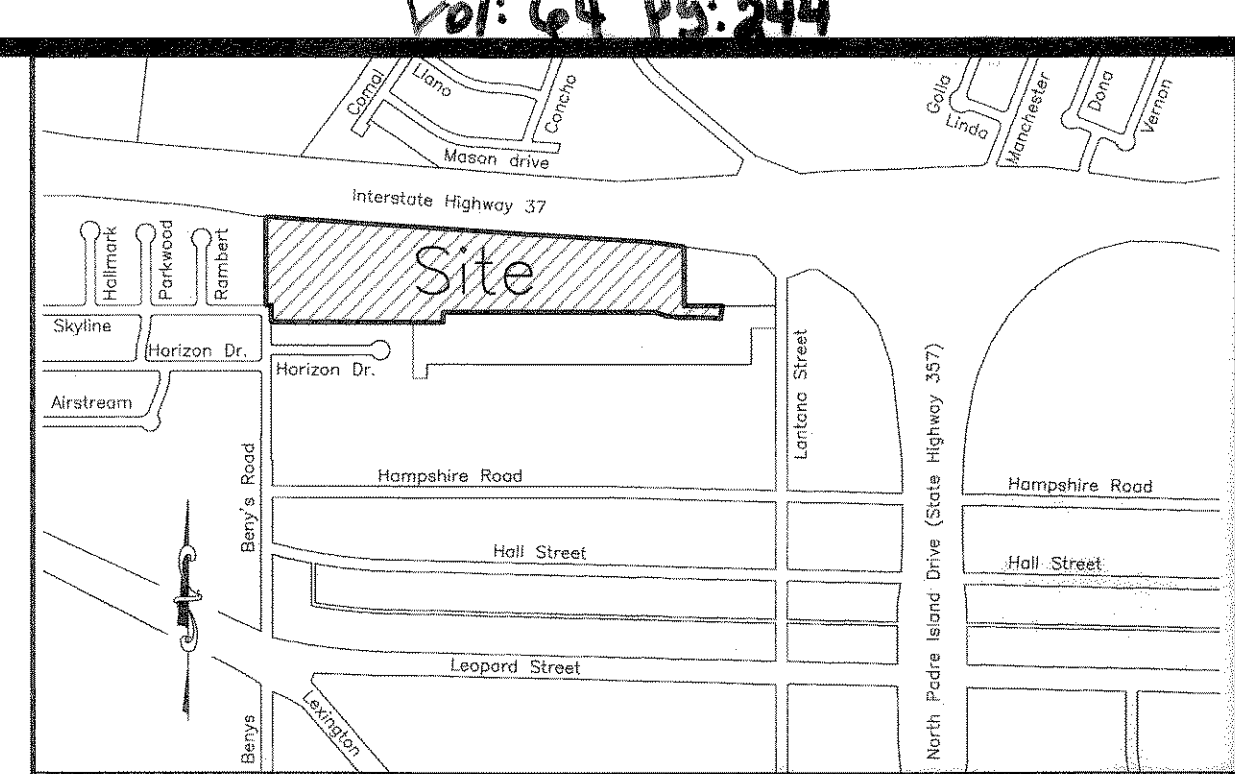 Vol: 64 pg: 244
Comal
Llano
Concho
Mason drive
Golla
Linda
Manchester
Dona
Vernon
Interstate Highway 37
Hallmark
Parkwood
Rambert
Site
Skyline
Horizon Dr.
Horizon Dr.
Airstream
Lantana Street
North Padre Island Drive (State Highway 357)
Beny's Road
Hampshire Road
Hampshire Road
Hall Street
Hall Street
Leopard Street
Lexington
Benys